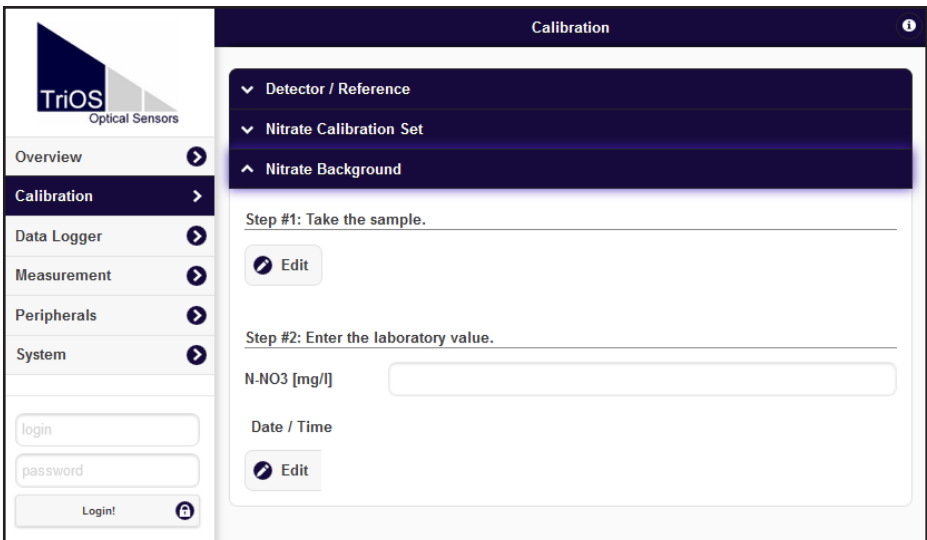 TriOS
Optical Sensors
Overview
Calibration
Data Logger
Measurement
Peripherals
System
login
password
Login!
Calibration
Detector / Reference
Nitrate Calibration Set
Nitrate Background
Step #1: Take the sample.
Edit
Step #2: Enter the laboratory value.
N-NO3 [mg/l]
Date / Time
Edit